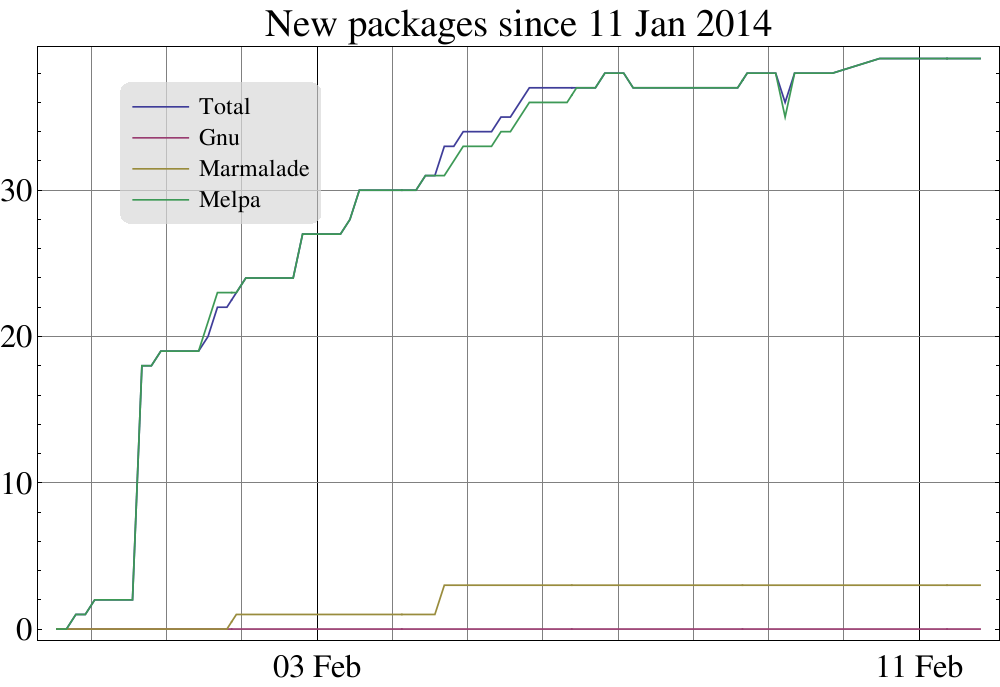 New packages since 11 Jan 2014
Total
Gnu
Marmalade
Melpa
30
20
10
0
03 Feb
11 Feb